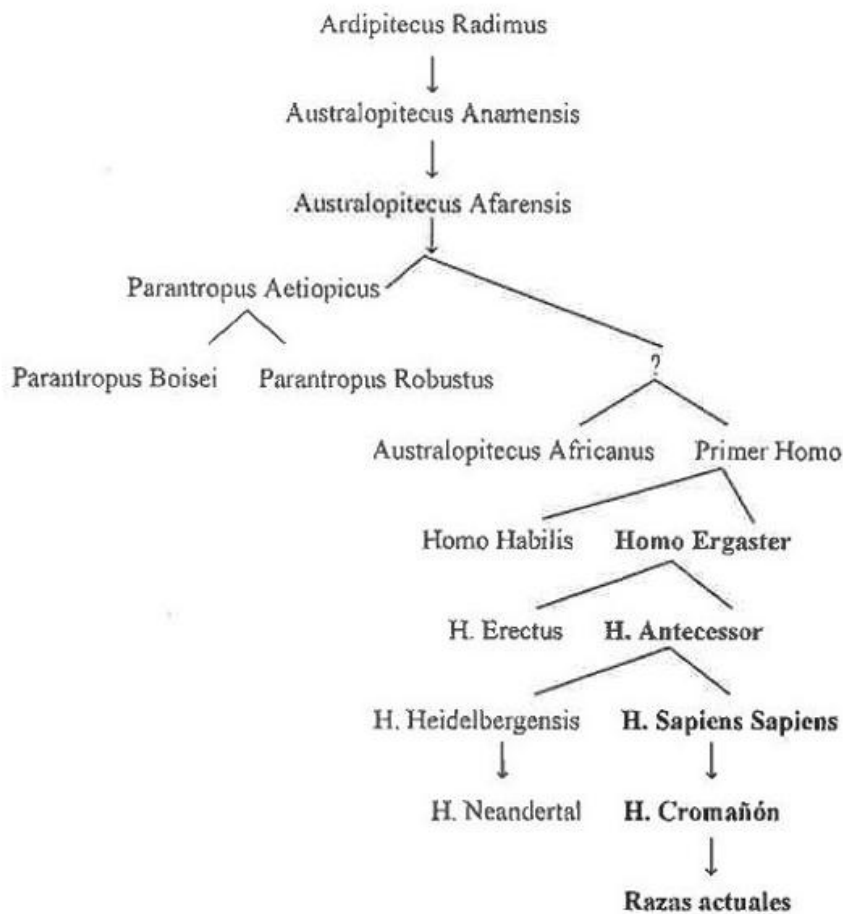 Ardipitecus Radimus
Australopitecus Anamensis
Australopitecus Afarensis
Parantropus Aetiopicus
Parantropus Boisei Parantropus Robustus
?
Australopitecus Africanus Primer Homo
Homo Habilis Homo Ergaster
H. Erectus H. Antecessor
H. Heidelbergensis H. Sapiens Sapiens
H. Neandertal H. Cromañón
Razas actuales